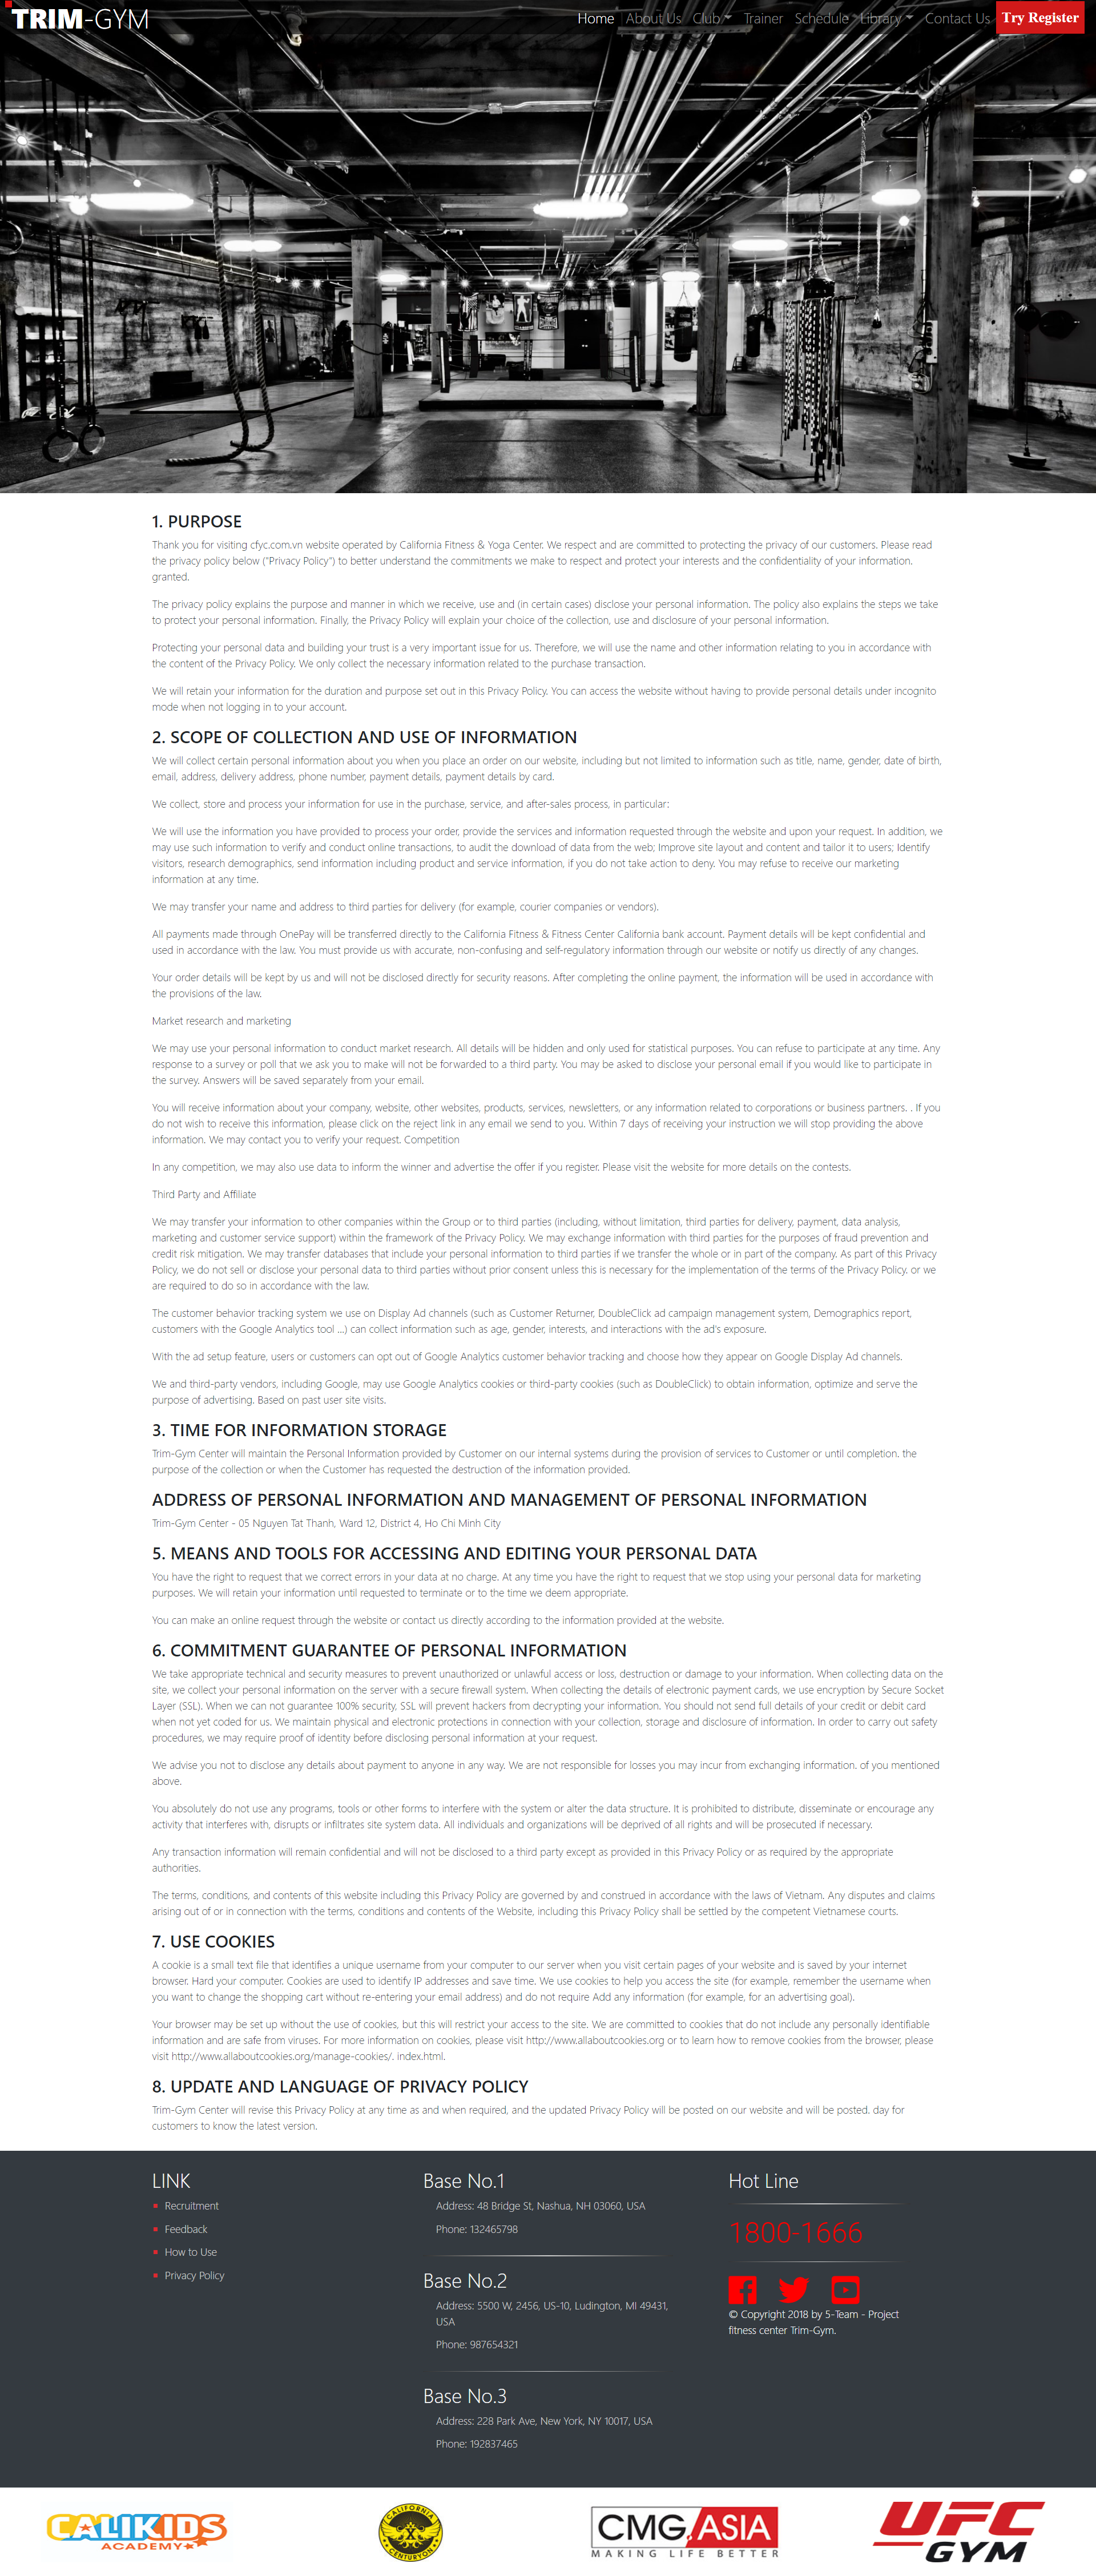 TRIM-GYM
Home About Us Club Trainer Schedule Library Contact Us Try Register
1. PURPOSE
Thank you for visiting cfyc.com.vn website operated by California Fitness & Yoga Center. We respect and are committed to protecting the privacy of our customers. Please read
the privacy policy below ("Privacy Policy") to better understand the commitments we make to respect and protect your interests and the confidentiality of your information.
granted.
The privacy policy explains the purpose and manner in which we receive, use and (in certain cases) disclose your personal information. The policy also explains the steps we take
to protect your personal information. Finally, the Privacy Policy will explain your choice of the collection, use and disclosure of your personal information.
Protecting your personal data and building your trust is a very important issue for us. Therefore, we will use the name and other information relating to you in accordance with
the content of the Privacy Policy. We only collect the necessary information related to the purchase transaction.
We will retain your information for the duration and purpose set out in this Privacy Policy. You can access the website without having to provide personal details under incognito
mode when not logging in to your account.
2. SCOPE OF COLLECTION AND USE OF INFORMATION
We will collect certain personal information about you when you place an order on our website, including but not limited to information such as title, name, gender, date of birth,
email, address, delivery address, phone number, payment details, payment details by card.
We collect, store and process your information for use in the purchase, service, and after-sales process, in particular:
We will use the information you have provided to process your order, provide the services and information requested through the website and upon your request. In addition, we
may use such information to verify and conduct online transactions, to audit the download of data from the web; Improve site layout and content and tailor it to users; Identify
visitors, research demographics, send information including product and service information, if you do not take action to deny. You may refuse to receive our marketing
information at any time.
We may transfer your name and address to third parties for delivery (for example, courier companies or vendors).
All payments made through OnePay will be transferred directly to the California Fitness & Fitness Center California bank account. Payment details will be kept confidential and
used in accordance with the law. You must provide us with accurate, non-confusing and self-regulatory information through our website or notify us directly of any changes.
Your order details will be kept by us and will not be disclosed directly for security reasons. After completing the online payment, the information will be used in accordance with
the provisions of the law.
Market research and marketing
We may use your personal information to conduct market research. All details will be hidden and only used for statistical purposes. You can refuse to participate at any time. Any
response to a survey or poll that we ask you to make will not be forwarded to a third party. You may be asked to disclose your personal email if you would like to participate in
the survey. Answers will be saved separately from your email.
You will receive information about your company, website, other websites, products, services, newsletters, or any information related to corporations or business partners. . If you
do not wish to receive this information, please click on the reject link in any email we send to you. Within 7 days of receiving your instruction we will stop providing the above
information. We may contact you to verify your request. Competition
In any competition, we may also use data to inform the winner and advertise the offer if you register. Please visit the website for more details on the contests.
Third Party and Affiliate
We may transfer your information to other companies within the Group or to third parties (including, without limitation, third parties for delivery, payment, data analysis,
marketing and customer service support) within the framework of the Privacy Policy. We may exchange information with third parties for the purposes of fraud prevention and
credit risk mitigation. We may transfer databases that include your personal information to third parties if we transfer the whole or in part of the company. As part of this Privacy
Policy, we do not sell or disclose your personal data to third parties without prior consent unless this is necessary for the implementation of the terms of the Privacy Policy. or we
are required to do so in accordance with the law.
The customer behavior tracking system we use on Display Ad channels (such as Customer Returner, DoubleClick ad campaign management system, Demographics report,
customers with the Google Analytics tool ...) can collect information such as age, gender, interests, and interactions with the ad's exposure.
With the ad setup feature, users or customers can opt out of Google Analytics customer behavior tracking and choose how they appear on Google Display Ad channels.
We and third-party vendors, including Google, may use Google Analytics cookies or third-party cookies (such as DoubleClick) to obtain information, optimize and serve the
purpose of advertising. Based on past user site visits.
3. TIME FOR INFORMATION STORAGE
Trim-Gym Center will maintain the Personal Information provided by Customer on our internal systems during the provision of services to Customer or until completion. the
purpose of the collection or when the Customer has requested the destruction of the information provided.
ADDRESS OF PERSONAL INFORMATION AND MANAGEMENT OF PERSONAL INFORMATION
Trim-Gym Center - 05 Nguyen Tat Thanh, Ward 12, District 4, Ho Chi Minh City
5. MEANS AND TOOLS FOR ACCESSING AND EDITING YOUR PERSONAL DATA
You have the right to request that we correct errors in your data at no charge. At any time you have the right to request that we stop using your personal data for marketing
purposes. We will retain your information until requested to terminate or to the time we deem appropriate.
You can make an online request through the website or contact us directly according to the information provided at the website.
6. COMMITMENT GUARANTEE OF PERSONAL INFORMATION
We take appropriate technical and security measures to prevent unauthorized or unlawful access or loss, destruction or damage to your information. When collecting data on the
site, we collect your personal information on the server with a secure firewall system. When collecting the details of electronic payment cards, we use encryption by Secure Socket
Layer (SSL). When we can not guarantee 100% security, SSL will prevent hackers from decrypting your information. You should not send full details of your credit or debit card
when not yet coded for us. We maintain physical and electronic protections in connection with your collection, storage and disclosure of information. In order to carry out safety
procedures, we may require proof of identity before disclosing personal information at your request.
We advise you not to disclose any details about payment to anyone in any way. We are not responsible for losses you may incur from exchanging information. of you mentioned
above.
You absolutely do not use any programs, tools or other forms to interfere with the system or alter the data structure. It is prohibited to distribute, disseminate or encourage any
activity that interferes with, disrupts or infiltrates site system data. All individuals and organizations will be deprived of all rights and will be prosecuted if necessary.
Any transaction information will remain confidential and will not be disclosed to a third party except as provided in this Privacy Policy or as required by the appropriate
authorities.
The terms, conditions, and contents of this website including this Privacy Policy are governed by and construed in accordance with the laws of Vietnam. Any disputes and claims
arising out of or in connection with the terms, conditions and contents of the Website, including this Privacy Policy shall be settled by the competent Vietnamese courts.
7. USE COOKIES
A cookie is a small text file that identifies a unique username from your computer to our server when you visit certain pages of your website and is saved by your internet
browser. Hard your computer. Cookies are used to identify IP addresses and save time. We use cookies to help you access the site (for example, remember the username when
you want to change the shopping cart without re-entering your email address) and do not require Add any information (for example, for an advertising goal).
Your browser may be set up without the use of cookies, but this will restrict your access to the site. We are committed to cookies that do not include any personally identifiable
information and are safe from viruses. For more information on cookies, please visit http://www.allaboutcookies.org or to learn how to remove cookies from the browser, please
visit http://www.allaboutcookies.org/manage-cookies/. index.html.
8. UPDATE AND LANGUAGE OF PRIVACY POLICY
Trim-Gym Center will revise this Privacy Policy at any time as and when required, and the updated Privacy Policy will be posted on our website and will be posted. day for
customers to know the latest version.
LINK
Recruitment
Feedback
How to Use
Privacy Policy
Base No.1
Address: 48 Bridge St, Nashua, NH 03060, USA
Phone: 132465798
Base No.2
Address: 5500 W, 2456, US-10, Ludington, MI 49431,
USA
Phone: 987654321
Base No.3
Address: 228 Park Ave, New York, NY 10017, USA
Phone: 192837465
Hot Line
1800-1666
© Copyright 2018 by 5-Team - Project
fitness center Trim-Gym.
CALIKIDS
ACADEMY
CALIFORNIA
CENTURYON
CMG.ASIA
MAKING LIFE BETTER
UFC
GYM